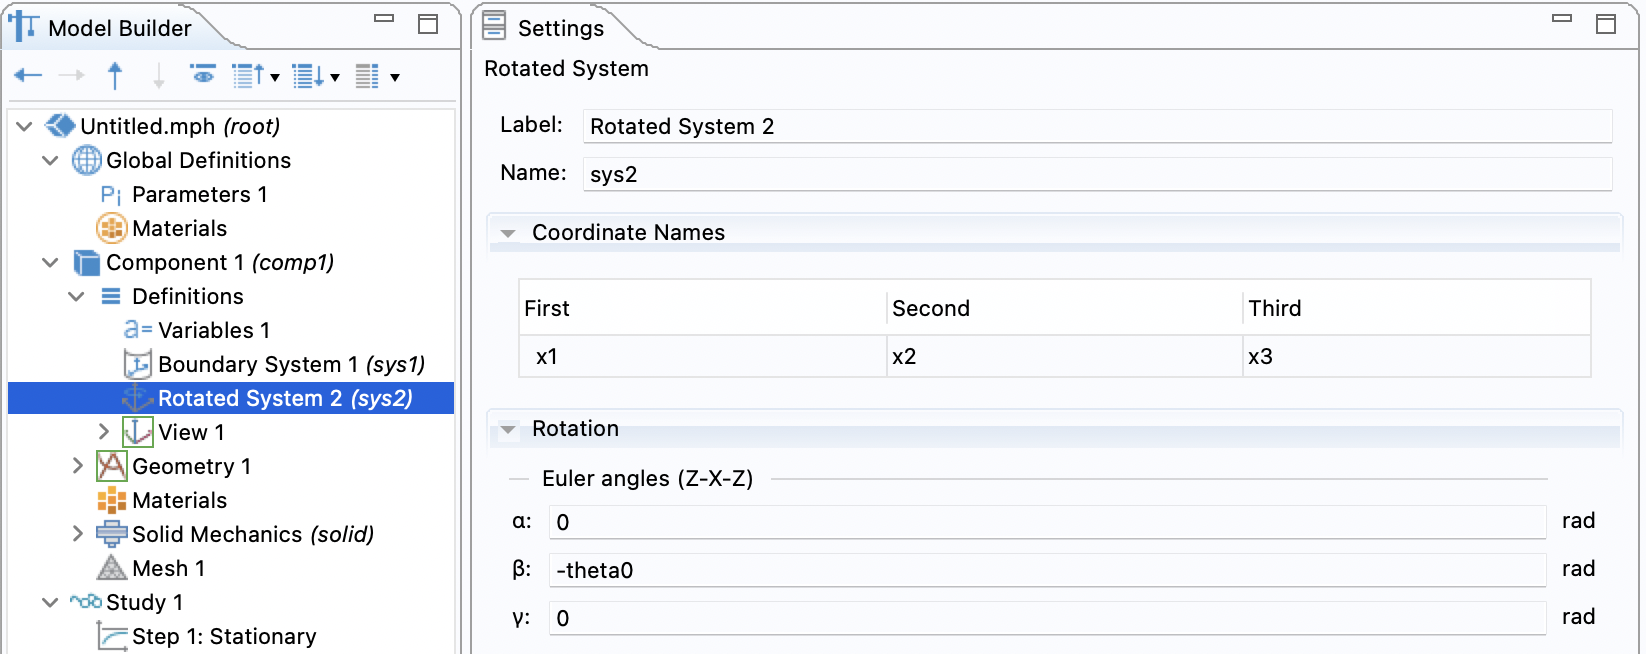 Model Builder
Untitled.mph (root)
Global Definitions
Pi Parameters 1
Materials
Component 1 (comp1)
Definitions
a= Variables 1
Boundary System 1 (sys1)
Rotated System 2 (sys2)
View 1
Geometry 1
Materials
Solid Mechanics (solid)
Mesh 1
Study 1
Step 1: Stationary
Settings
Rotated System
Label: Rotated System 2
Name: sys2
Coordinate Names
First Second Third
x1 x2 x3
Rotation
Euler angles (Z-X-Z)
α: 0 rad
β: -theta0 rad
γ: 0 rad